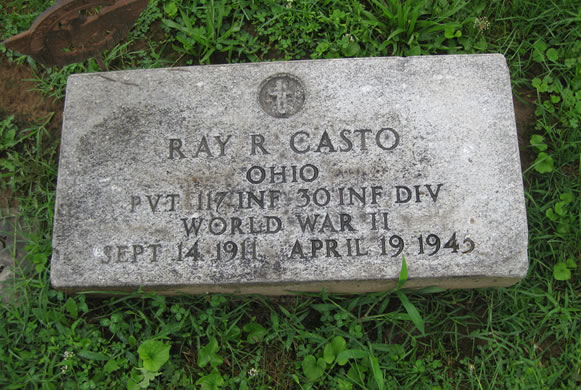 RAY R CASTO
OHIO
PVT 117 INF 30 INF DIV
WORLD WAR II
SEPT 14 1911 APRIL 19 1945